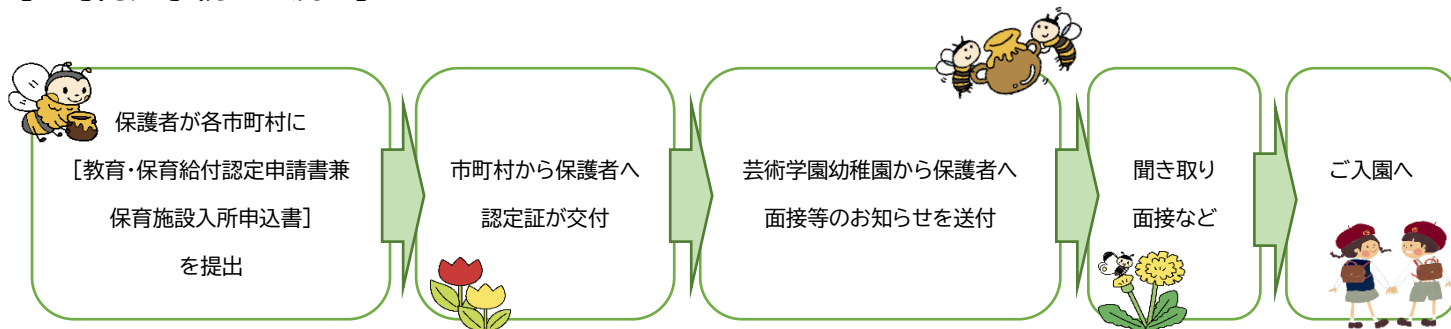 保護者が各市町村に
［教育・保育給付認定申請書兼
保育施設入所申込書］
を提出
市町村から保護者へ
認定証が交付
芸術学園幼稚園から保護者へ
面接等のお知らせを送付
聞き取り
面接など
ご入園へ